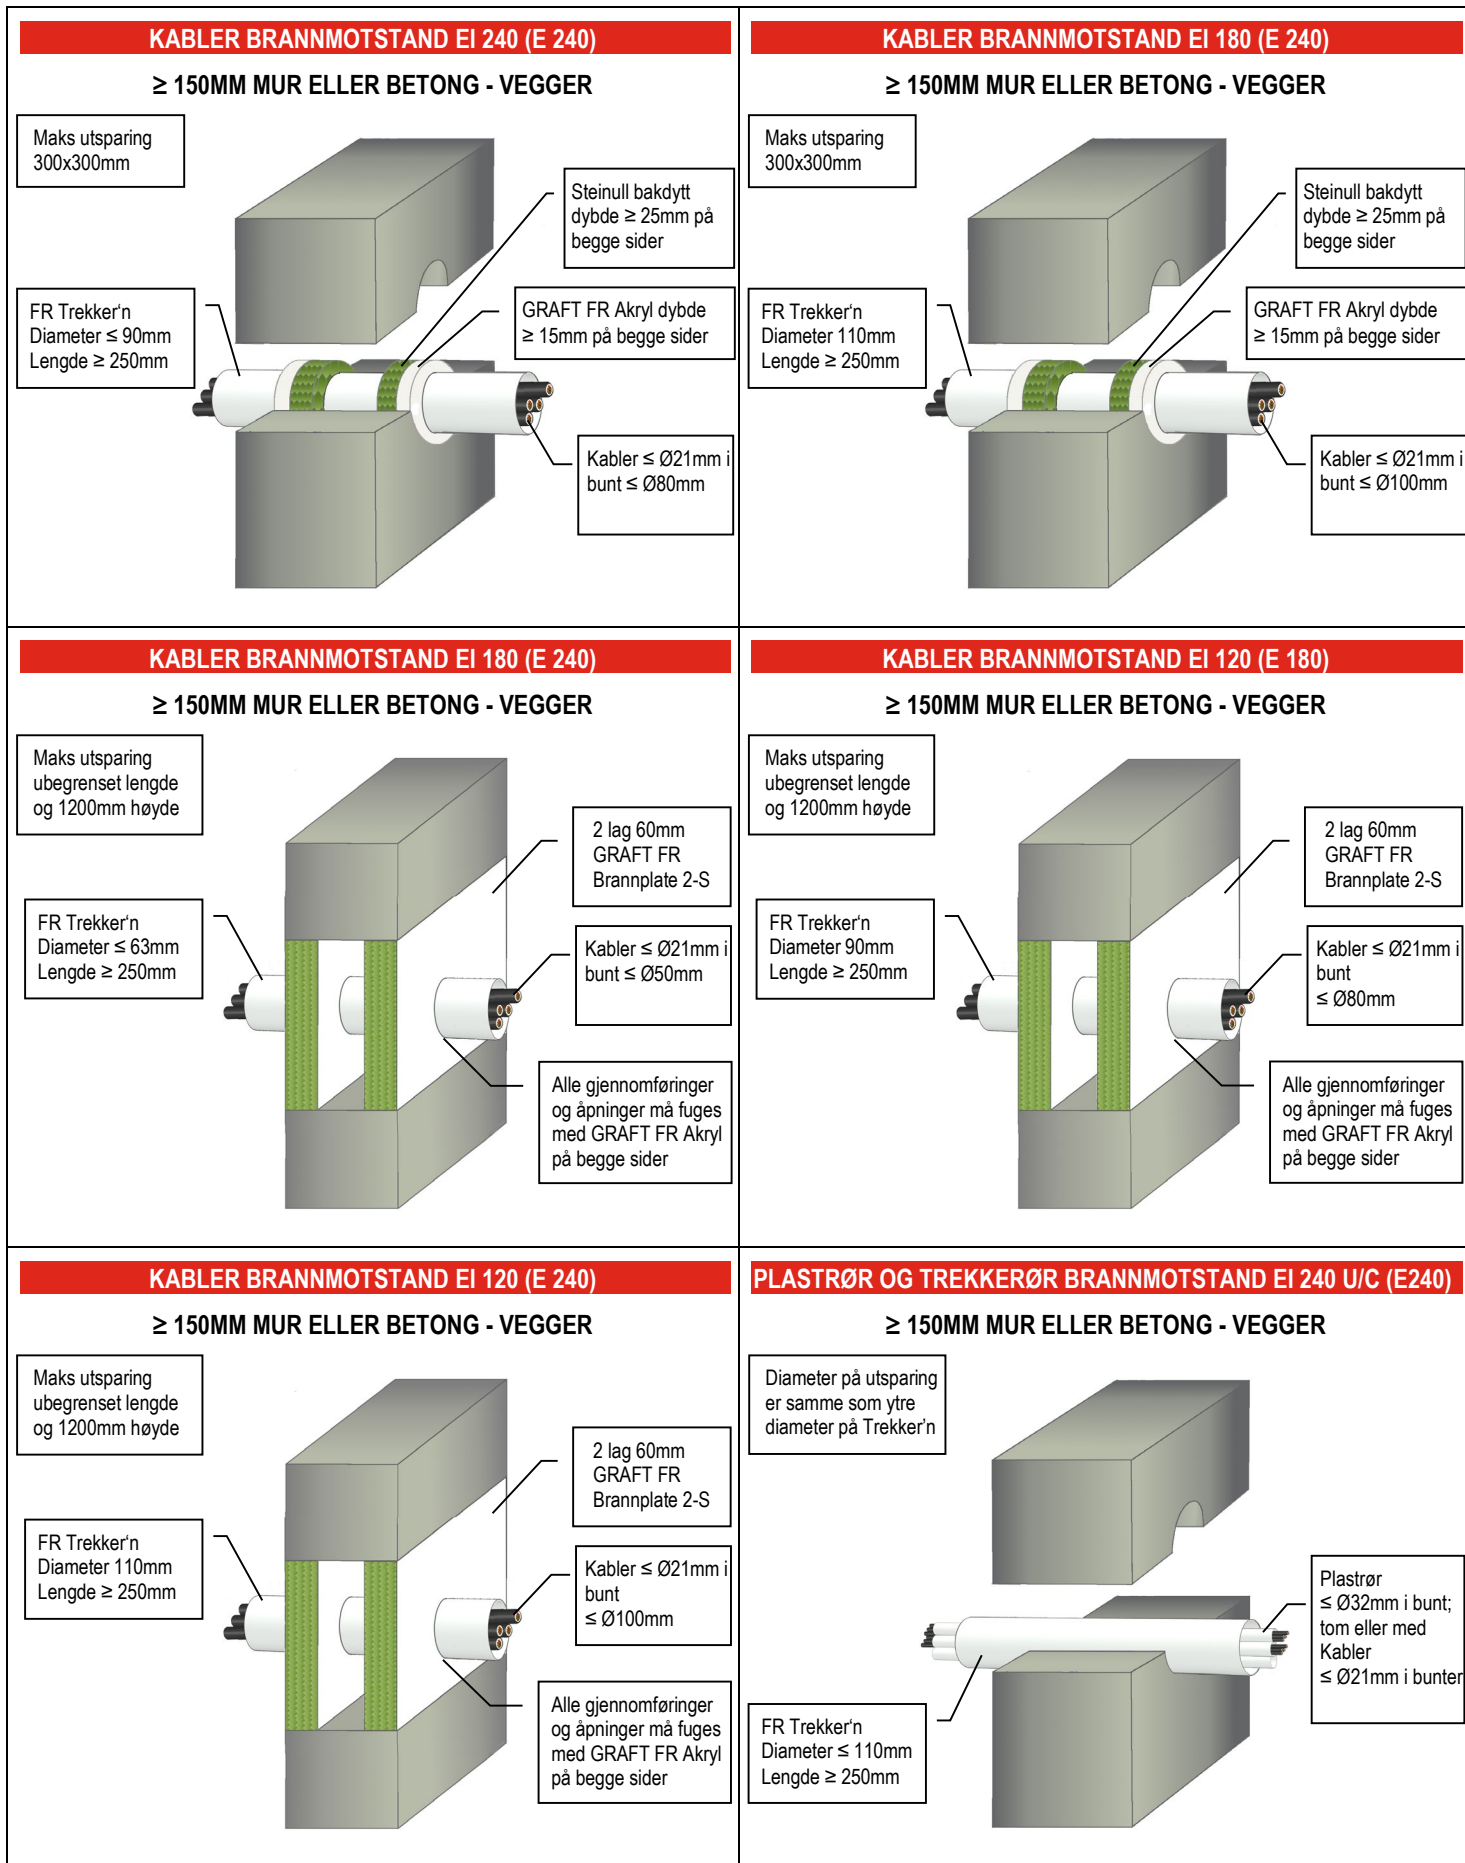 KABLER BRANNMOTSTAND EI 240 (E 240)
≥ 150MM MUR ELLER BETONG - VEGGER
Maks utsparing
300x300mm
Steinull bakdytt
dybde ≥ 25mm på
begge sider
FR Trekker‘n
Diameter ≤ 90mm
Lengde ≥ 250mm
GRAFT FR Akryl dybde
≥ 15mm på begge sider
Kabler ≤ Ø21mm i
bunt ≤ Ø80mm
KABLER BRANNMOTSTAND EI 180 (E 240)
≥ 150MM MUR ELLER BETONG - VEGGER
Maks utsparing
300x300mm
Steinull bakdytt
dybde ≥ 25mm på
begge sider
FR Trekker‘n
Diameter 110mm
Lengde ≥ 250mm
GRAFT FR Akryl dybde
≥ 15mm på begge sider
Kabler ≤ Ø21mm i
bunt ≤ Ø100mm
KABLER BRANNMOTSTAND EI 180 (E 240)
≥ 150MM MUR ELLER BETONG - VEGGER
Maks utsparing
ubegrenset lengde
og 1200mm høyde
2 lag 60mm
GRAFT FR
Brannplate 2-S
FR Trekker‘n
Diameter ≤ 63mm
Lengde ≥ 250mm
Kabler ≤ Ø21mm i
bunt ≤ Ø50mm
Alle gjennomføringer
og åpninger må fuges
med GRAFT FR Akryl
på begge sider
KABLER BRANNMOTSTAND EI 120 (E 180)
≥ 150MM MUR ELLER BETONG - VEGGER
Maks utsparing
ubegrenset lengde
og 1200mm høyde
2 lag 60mm
GRAFT FR
Brannplate 2-S
FR Trekker‘n
Diameter 90mm
Lengde ≥ 250mm
Kabler ≤ Ø21mm i
bunt
≤ Ø80mm
Alle gjennomføringer
og åpninger må fuges
med GRAFT FR Akryl
på begge sider
KABLER BRANNMOTSTAND EI 120 (E 240)
≥ 150MM MUR ELLER BETONG - VEGGER
Maks utsparing
ubegrenset lengde
og 1200mm høyde
2 lag 60mm
GRAFT FR
Brannplate 2-S
FR Trekker‘n
Diameter 110mm
Lengde ≥ 250mm
Kabler ≤ Ø21mm i
bunt
≤ Ø100mm
Alle gjennomføringer
og åpninger må fuges
med GRAFT FR Akryl
på begge sider
PLASTRØR OG TREKKERØR BRANNMOTSTAND EI 240 U/C (E240)
≥ 150MM MUR ELLER BETONG - VEGGER
Diameter på utsparing
er samme som ytre
diameter på Trekker’n
Plastrør
≤ Ø32mm i bunt;
tom eller med
Kabler
≤ Ø21mm i bunter
FR Trekker‘n
Diameter ≤ 110mm
Lengde ≥ 250mm